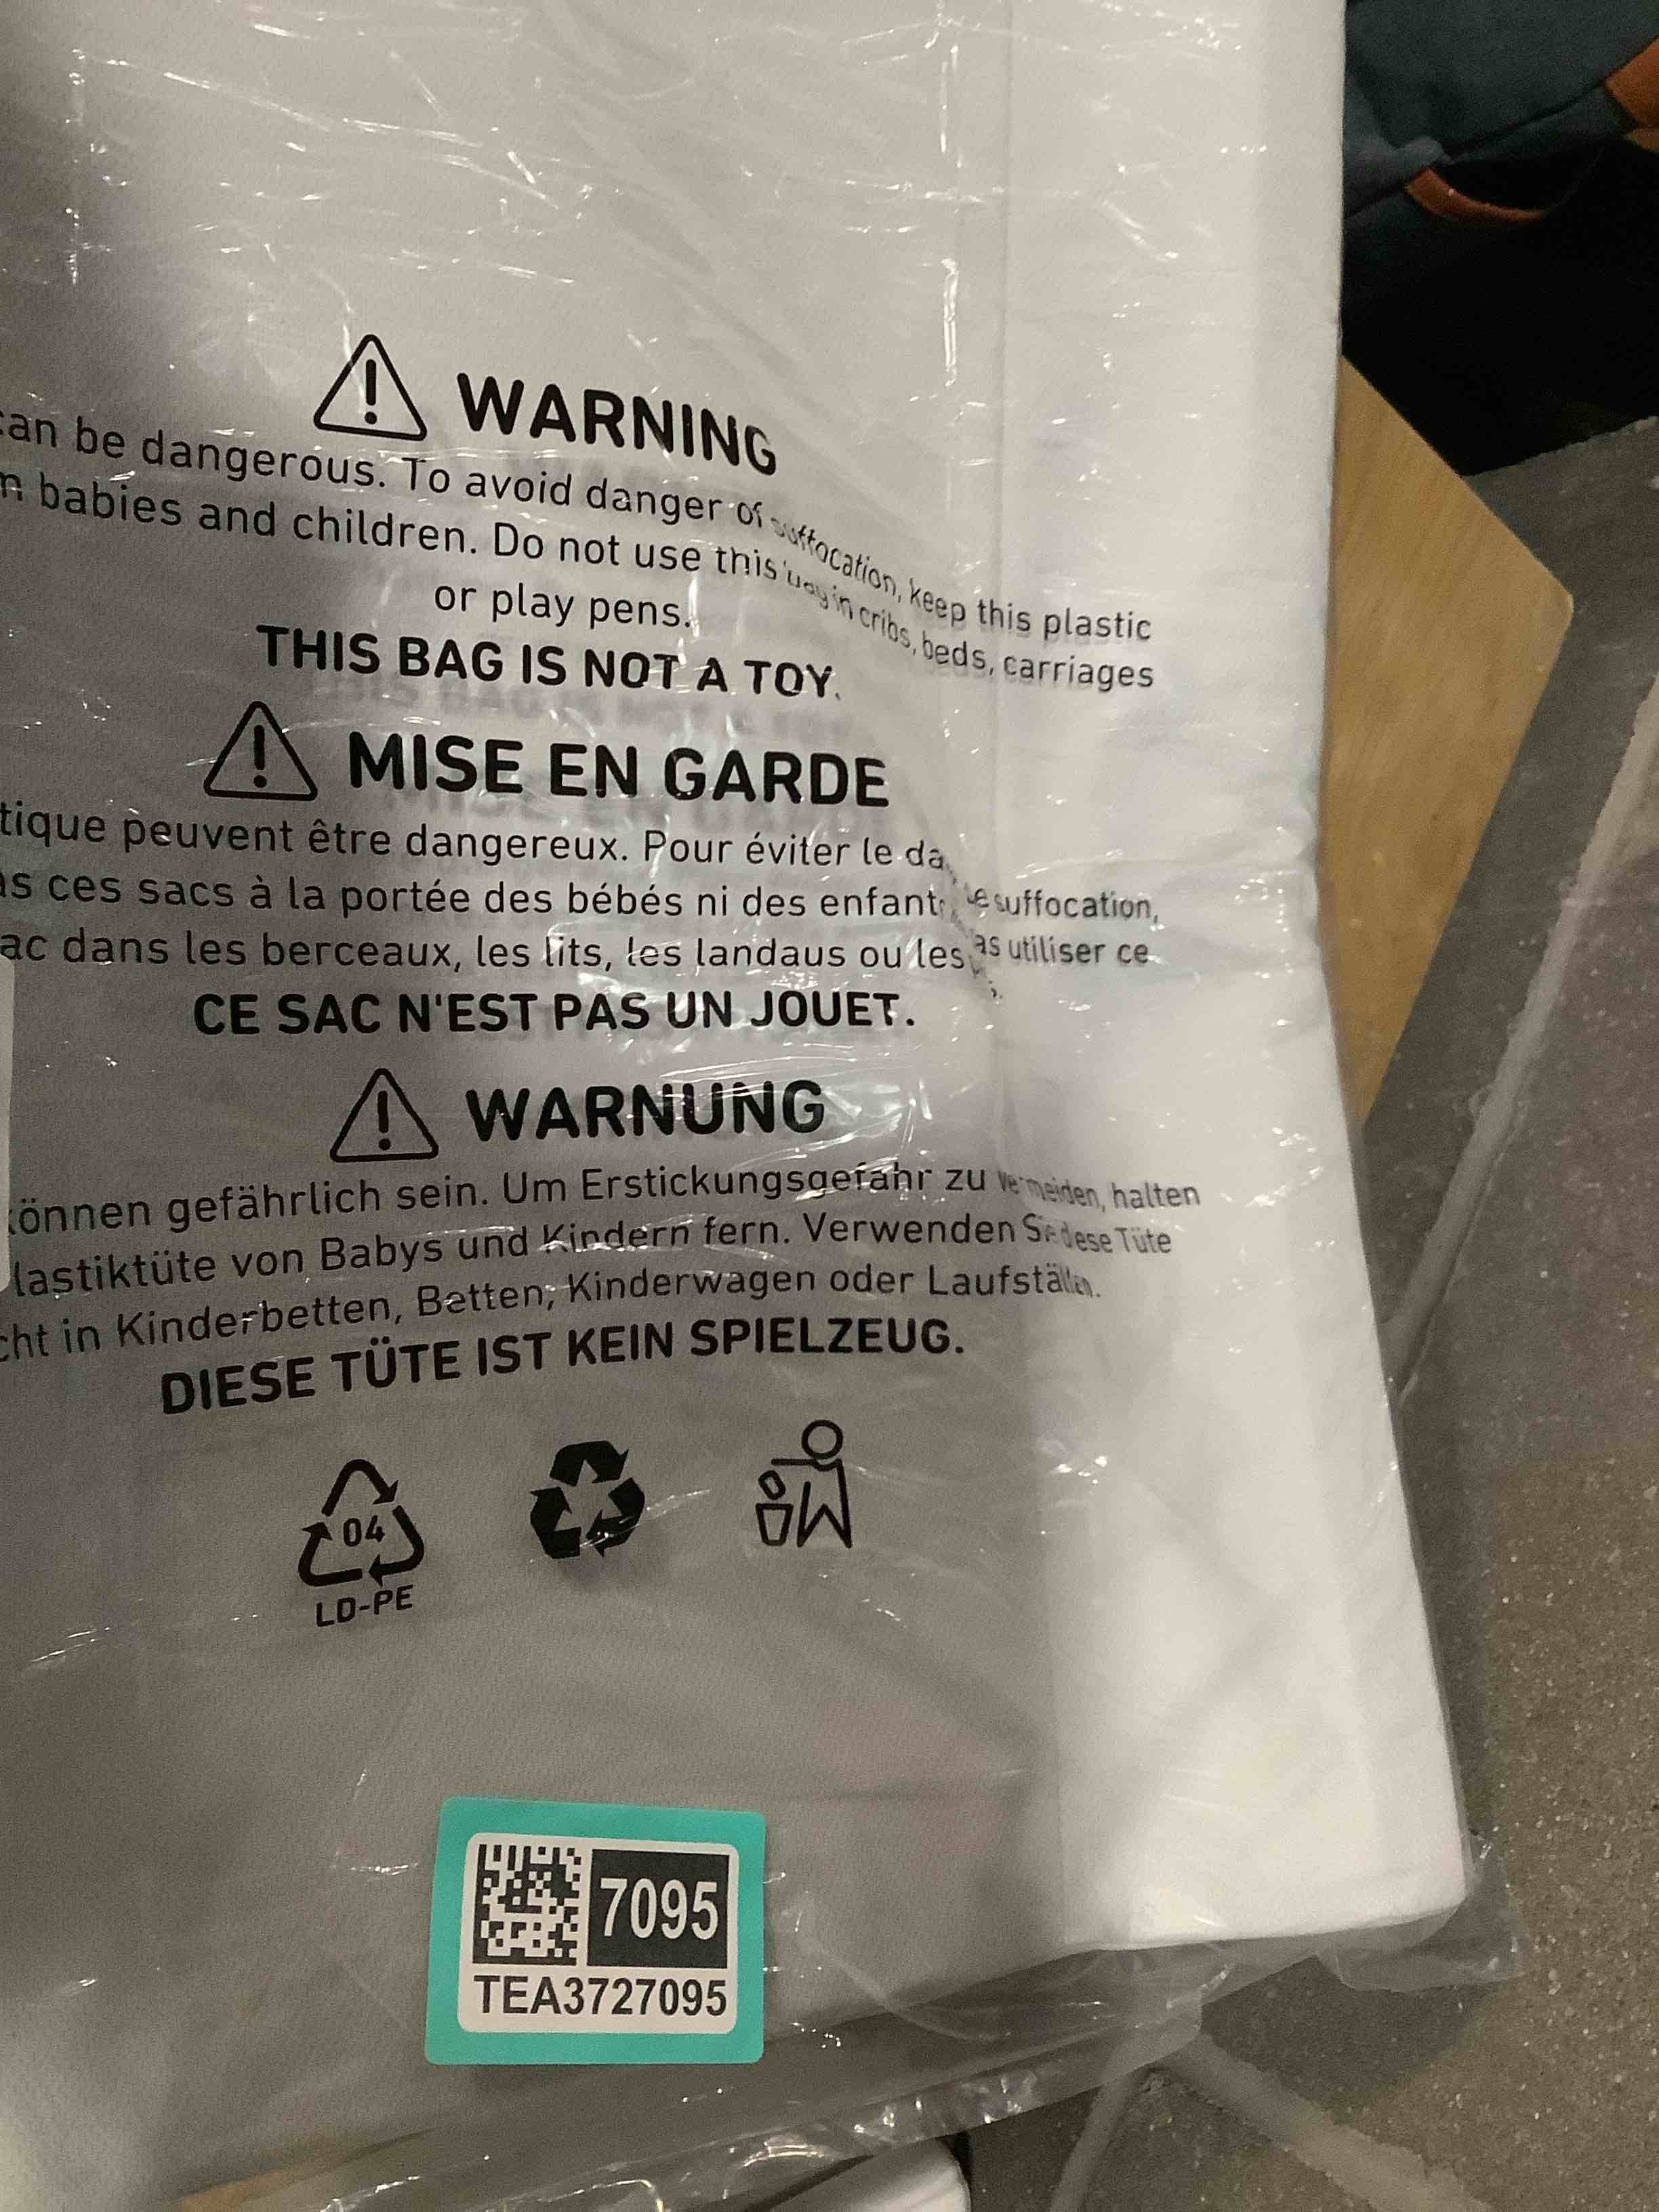 WARNING
can be dangerous. To avoid danger of suffocation, keep this plastic
babies and children. Do not use this bag in cribs, beds, carriages
or play pens.
THIS BAG IS NOT A TOY.
MISE EN GARDE
tique peuvent être dangereux. Pour éviter le suffocation,
ces sacs à la portée des bébés ni des enfant utiliser ce
ac dans les berceaux, les lits, les landaus ou les
CE SAC N'EST PAS UN JOUET.
WARNUNG
können gefährlich sein. Um Erstickungsgefahr zu vermeiden, halten
lastiktüte von Babys und Kindern fern. Verwenden Sie diese Tüte
cht in Kinderbetten, Betten, Kinderwagen oder Laufställen.
DIESE TÜTE IST KEIN SPIELZEUG.
04
LD-PE
7095
TEA3727095